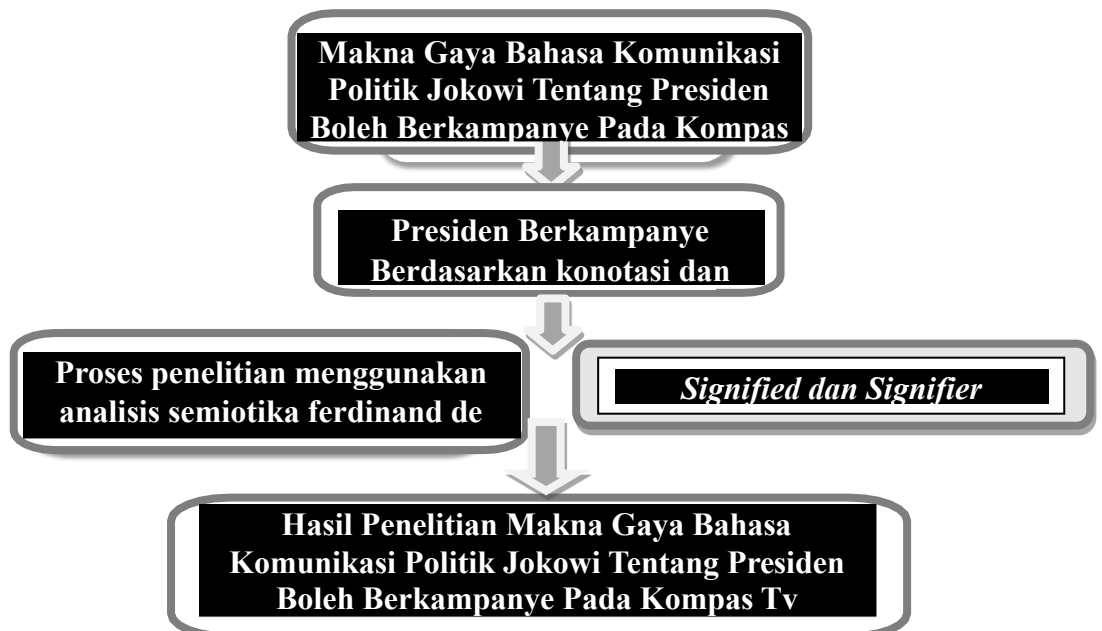 Makna Gaya Bahasa Komunikasi
Politik Jokowi Tentang Presiden
Boleh Berkampanye Pada Kompas
Presiden Berkampanye
Berdasarkan konotasi dan
Proses penelitian menggunakan
analisis semiotika ferdinand de
Signified dan Signifier
Hasil Penelitian Makna Gaya Bahasa
Komunikasi Politik Jokowi Tentang Presiden
Boleh Berkampanye Pada Kompas Tv